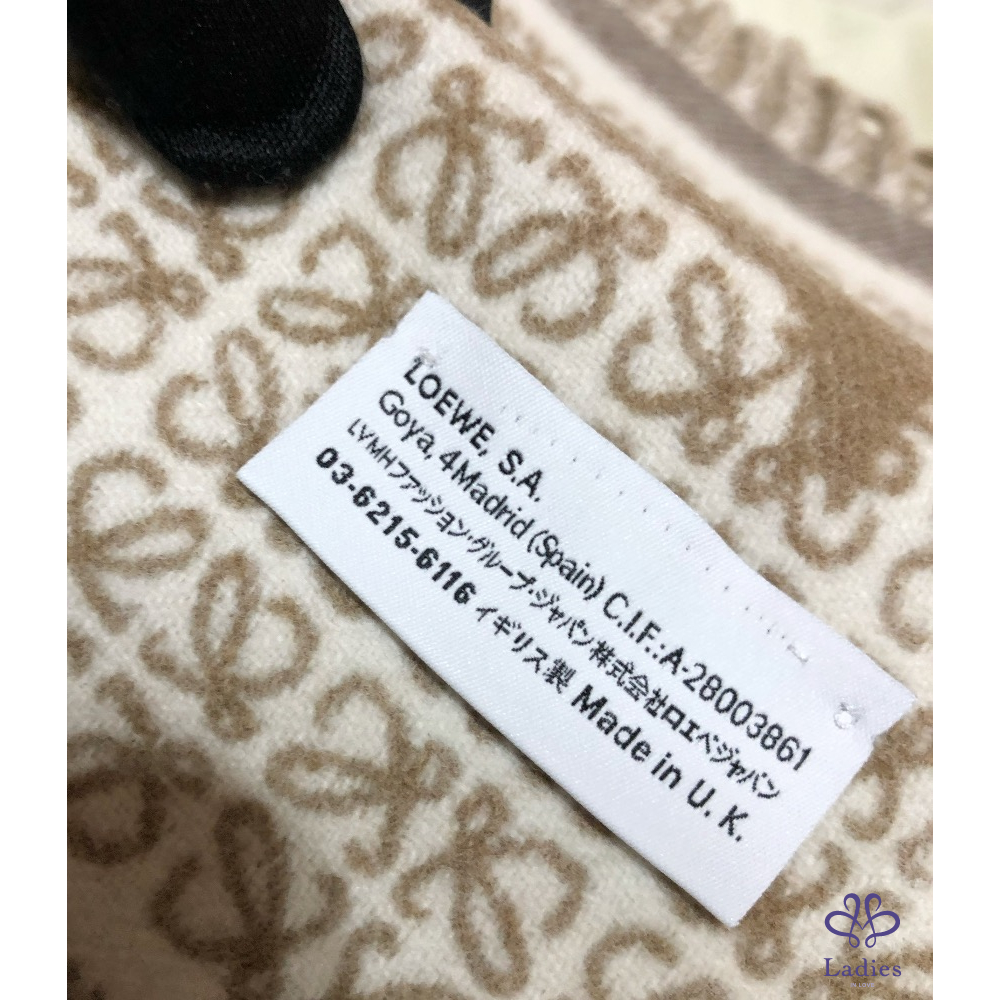 LOEWE, S.A.
Goya, 4Madrid (Spain) C.I.F.:A-28003861
LVMHファッション・グループ・ジャパン株式会社ロエベジャパン
03-6215-6116 イギリス製 Made in U. K.
Ladies
IN LOVE